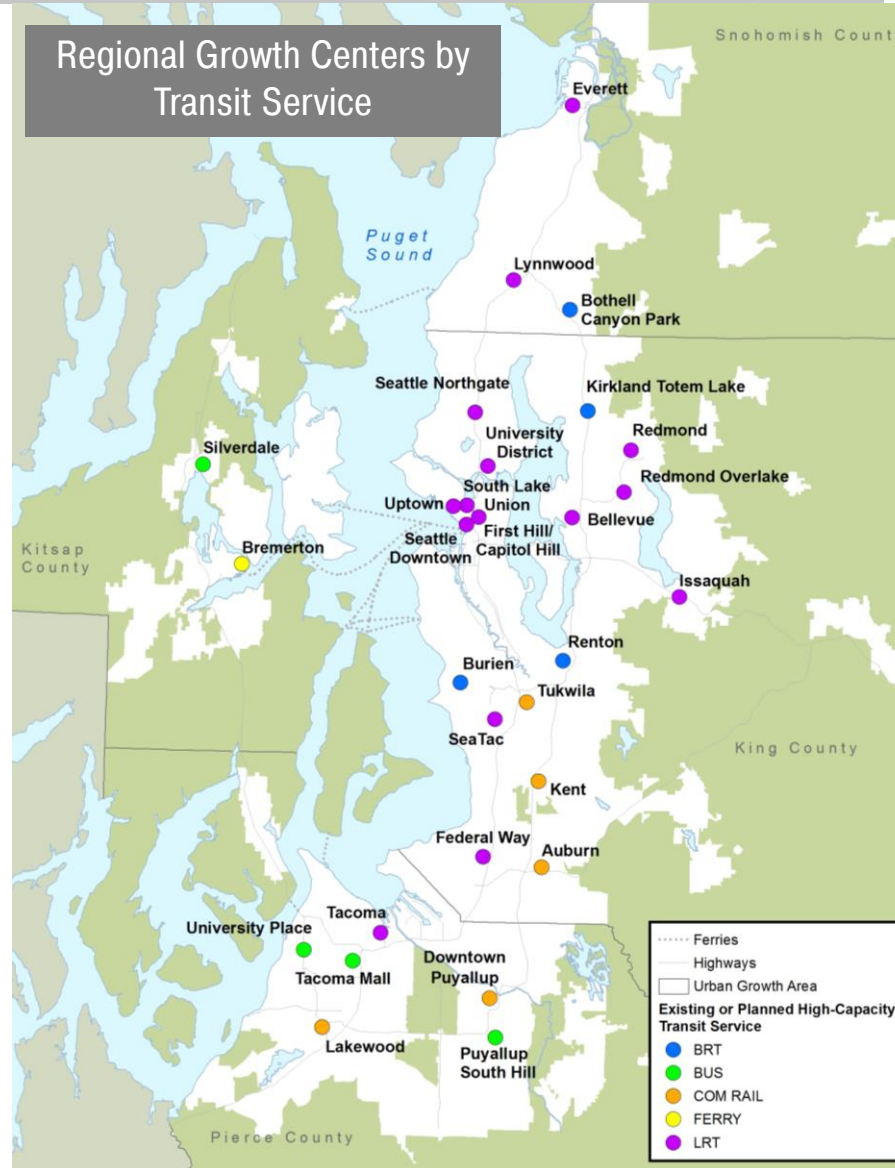 Regional Growth Centers by
Transit Service
Snohomish Count
Everett
Puget
Sound
Lynnwood
Bothell
Canyon Park
Seattle Northgate
Kirkland Totem Lake
University
District
Redmond
Silverdale
Redmond Overlake
South Lake
Union
Uptown
Bellevue
First Hill/
Capitol Hill
Seattle
Downtown
Kitsap
County
Bremerton
Issaquah
Renton
Burien
Tukwila
SeaTac
King County
Kent
Federal Way
Auburn
Tacoma
University Place
Downtown
Puyallup
Tacoma Mall
Lakewood
Puyallup
South Hill
Pierce County
Ferries
Highways
Urban Growth Area
Existing or Planned High-Capacity
Transit Service
BRT
BUS
COM RAIL
FERRY
LRT